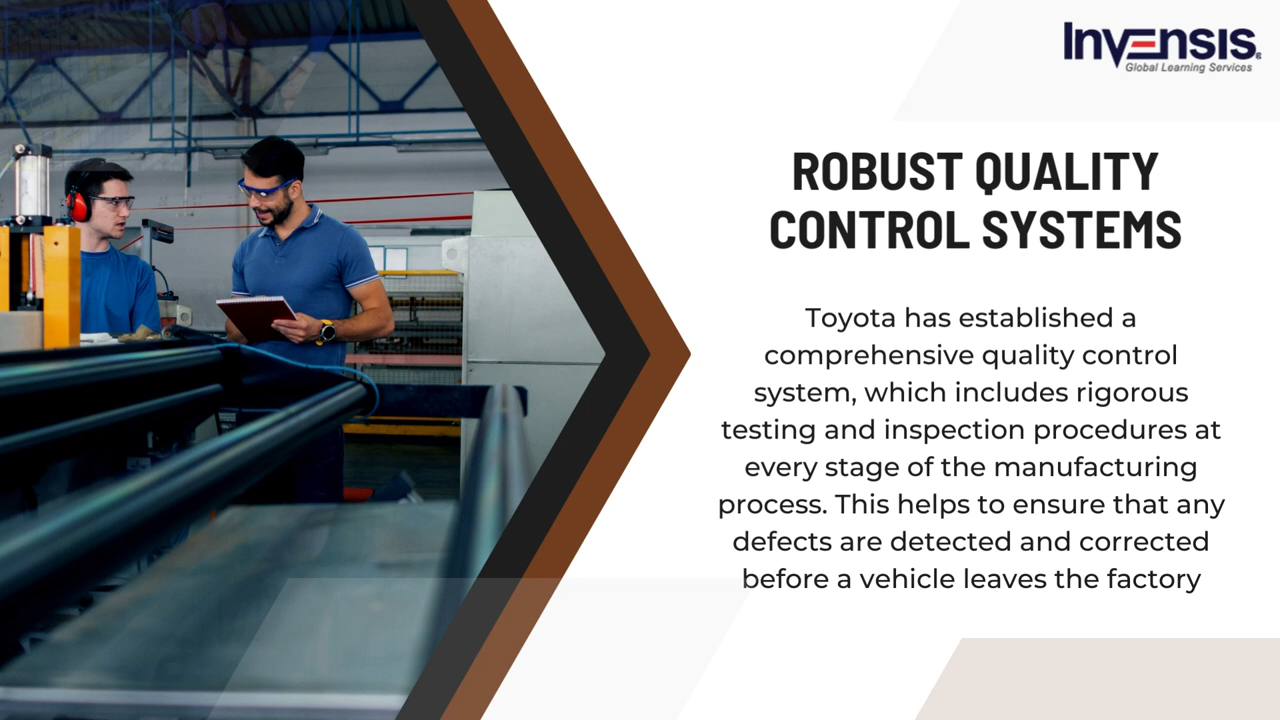 Invensis
Global Learning Services
ROBUST QUALITY
CONTROL SYSTEMS
Toyota has established a
comprehensive quality control
system, which includes rigorous
testing and inspection procedures at
every stage of the manufacturing
process. This helps to ensure that any
defects are detected and corrected
before a vehicle leaves the factory